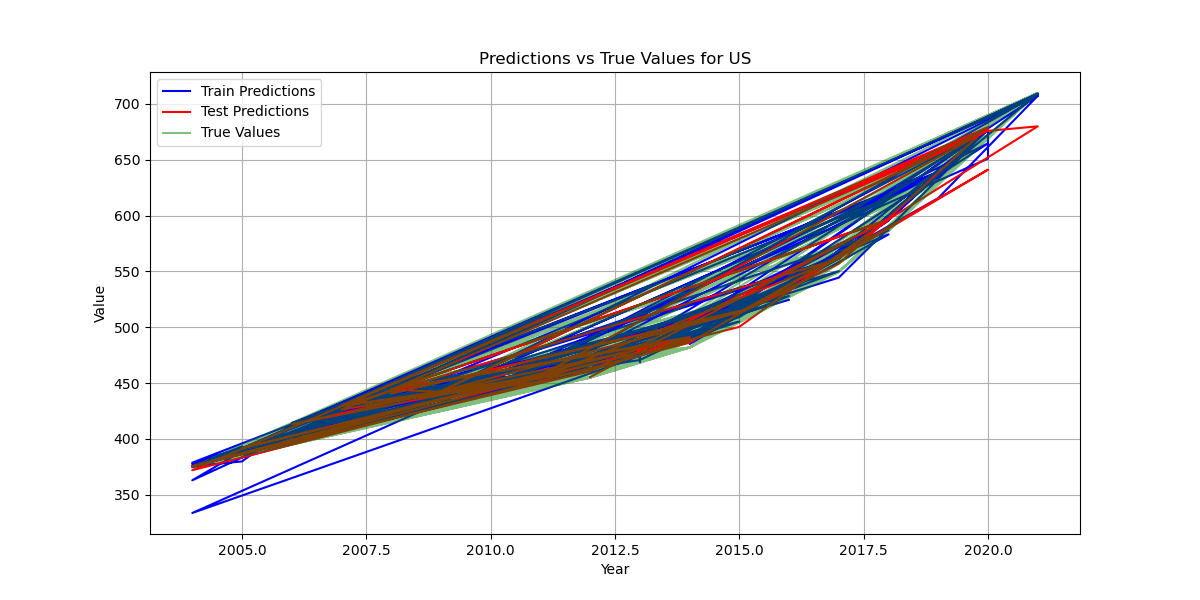 Predictions vs True Values for US
Train Predictions
Test Predictions
True Values
700
650
600
550
500
450
400
350
Value
2005.0 2007.5 2010.0 2012.5 2015.0 2017.5 2020.0
Year